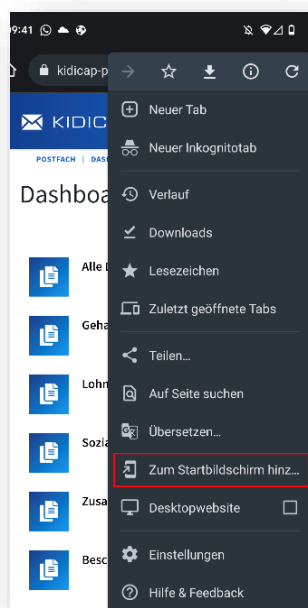 9:41
kidicap-p
Neuer Tab
KIDIC
Neuer Inkognitotab
POSTFACH | DAS
Dashboa
Verlauf
Downloads
Alle
Lesezeichen
Zuletzt geöffnete Tabs
Geha
Teilen...
Lohn
Auf Seite suchen
Übersetzen...
Sozia
Zum Startbildschirm hinz...
Zusa
Desktopwebsite
Einstellungen
Besc
Hilfe & Feedback